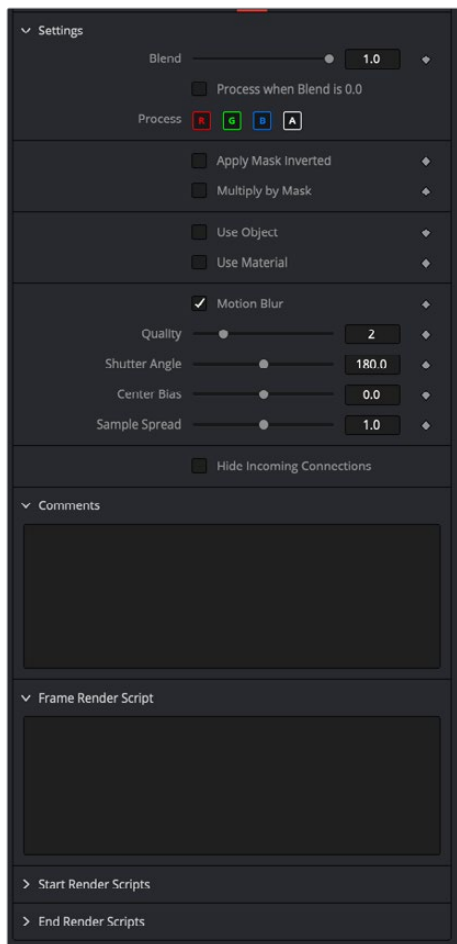 Settings
Blend 1.0
Process when Blend is 0.0
Process R G B A
Apply Mask Inverted
Multiply by Mask
Use Object
Use Material
Motion Blur
Quality 2
Shutter Angle 180.0
Center Bias 0.0
Sample Spread 1.0
Hide Incoming Connections
Comments
Frame Render Script
Start Render Scripts
End Render Scripts